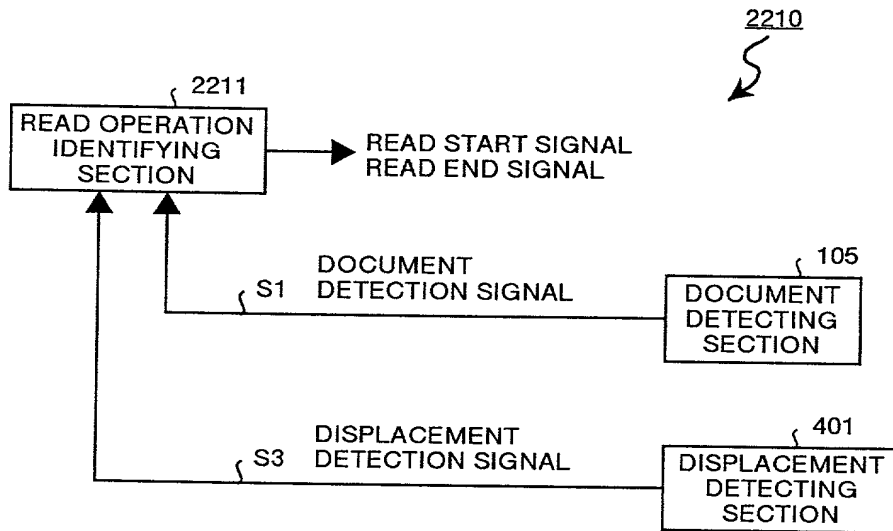 2210
2211
READ OPERATION
IDENTIFYING
SECTION
READ START SIGNAL
READ END SIGNAL
105
DOCUMENT
DETECTING
SECTION
S1
DOCUMENT
DETECTION SIGNAL
401
DISPLACEMENT
DETECTING
SECTION
S3
DISPLACEMENT
DETECTION SIGNAL